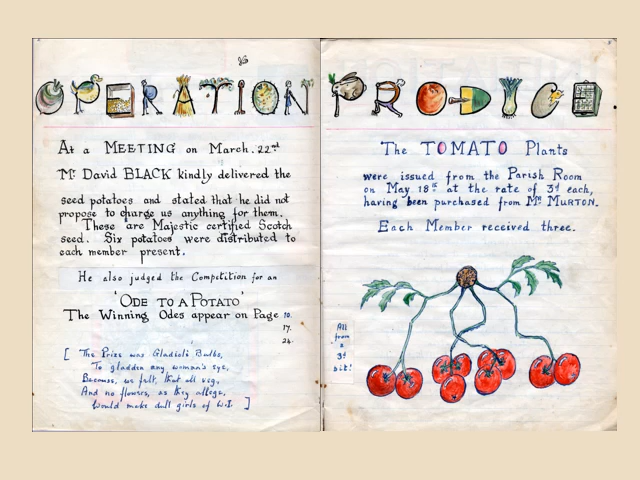 OPERATION
At a MEETING on March. 22nd
Mr David BLACK kindly delivered the
seed potatoes and stated that he did not
propose to charge us anything for them.
These are Majestic certified Scotch
seed. Six potatoes were distributed to
each member present.
He also judged the Competition for an
'ODE TO A POTATO'
The Winning Odes appear on Page 10.
17.
24.
[ The Prize was Gladioli Bulbs,
To gladden any woman's eye,
Because, we felt, that all veg,
And no flowers, as they allege,
Would make dull girls of W.I. ]
PRODUCE
The TOMATO Plants
were issued from the Parish Room
on May 18th at the rate of 3d each,
having been purchased from Mrs MURTON.
Each Member received three.
All
from
a
3d
bit!